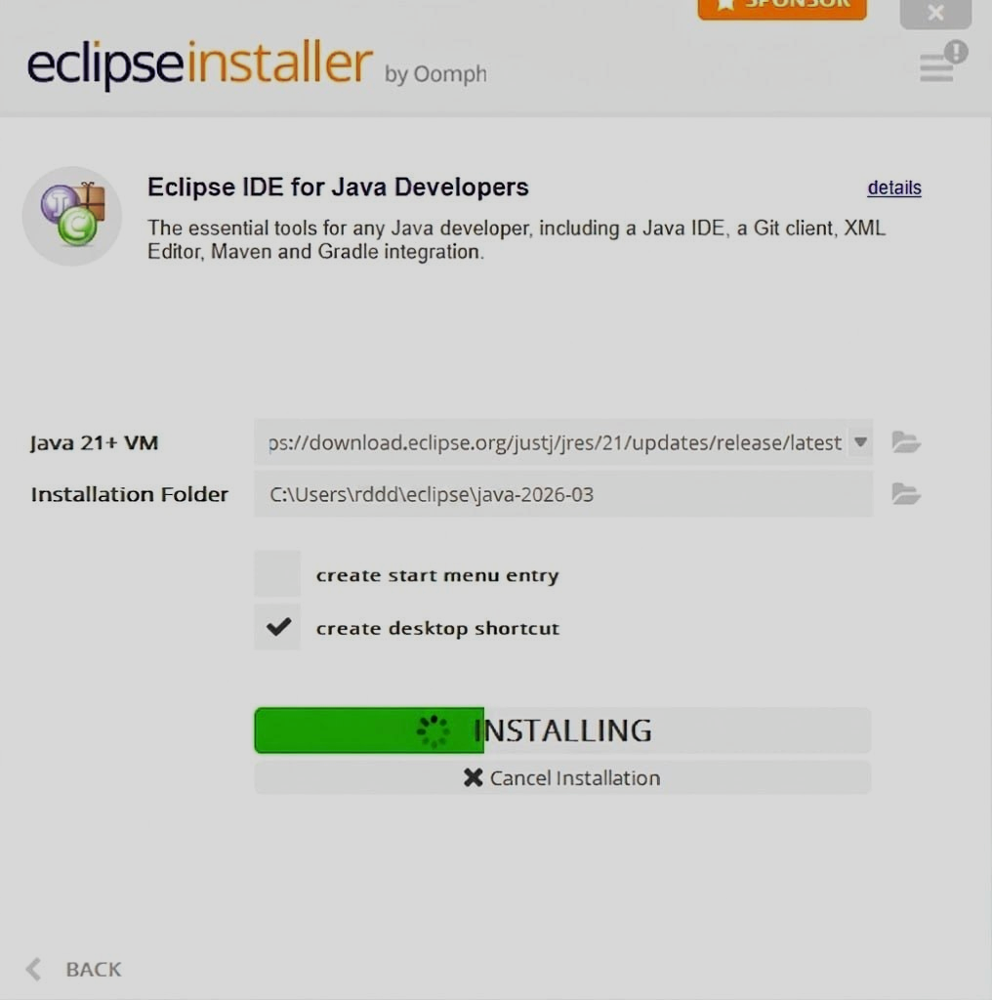 SPONSOR
eclipseinstaller by Oomph
Eclipse IDE for Java Developers
details
The essential tools for any Java developer, including a Java IDE, a Git client, XML
Editor, Maven and Gradle integration.
Java 21+ VM
ps://download.eclipse.org/justj/jres/21/updates/release/latest
Installation Folder
C:\Users\rddd\eclipse\java-2026-03
create start menu entry
create desktop shortcut
INSTALLING
Cancel Installation
BACK